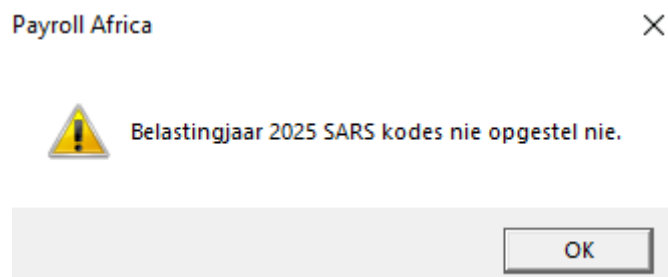 Payroll Africa
Belastingjaar 2025 SARS kodes nie opgestel nie.
OK